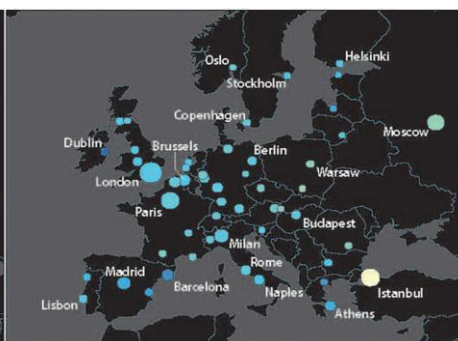 Oslo
Helsinki
Stockholm
Copenhagen
Moscow
Dublin
Brussels
Berlin
Warsaw
London
Paris
Budapest
Milan
Madrid
Rome
Lisbon
Barcelona
Naples
Istanbul
Athens